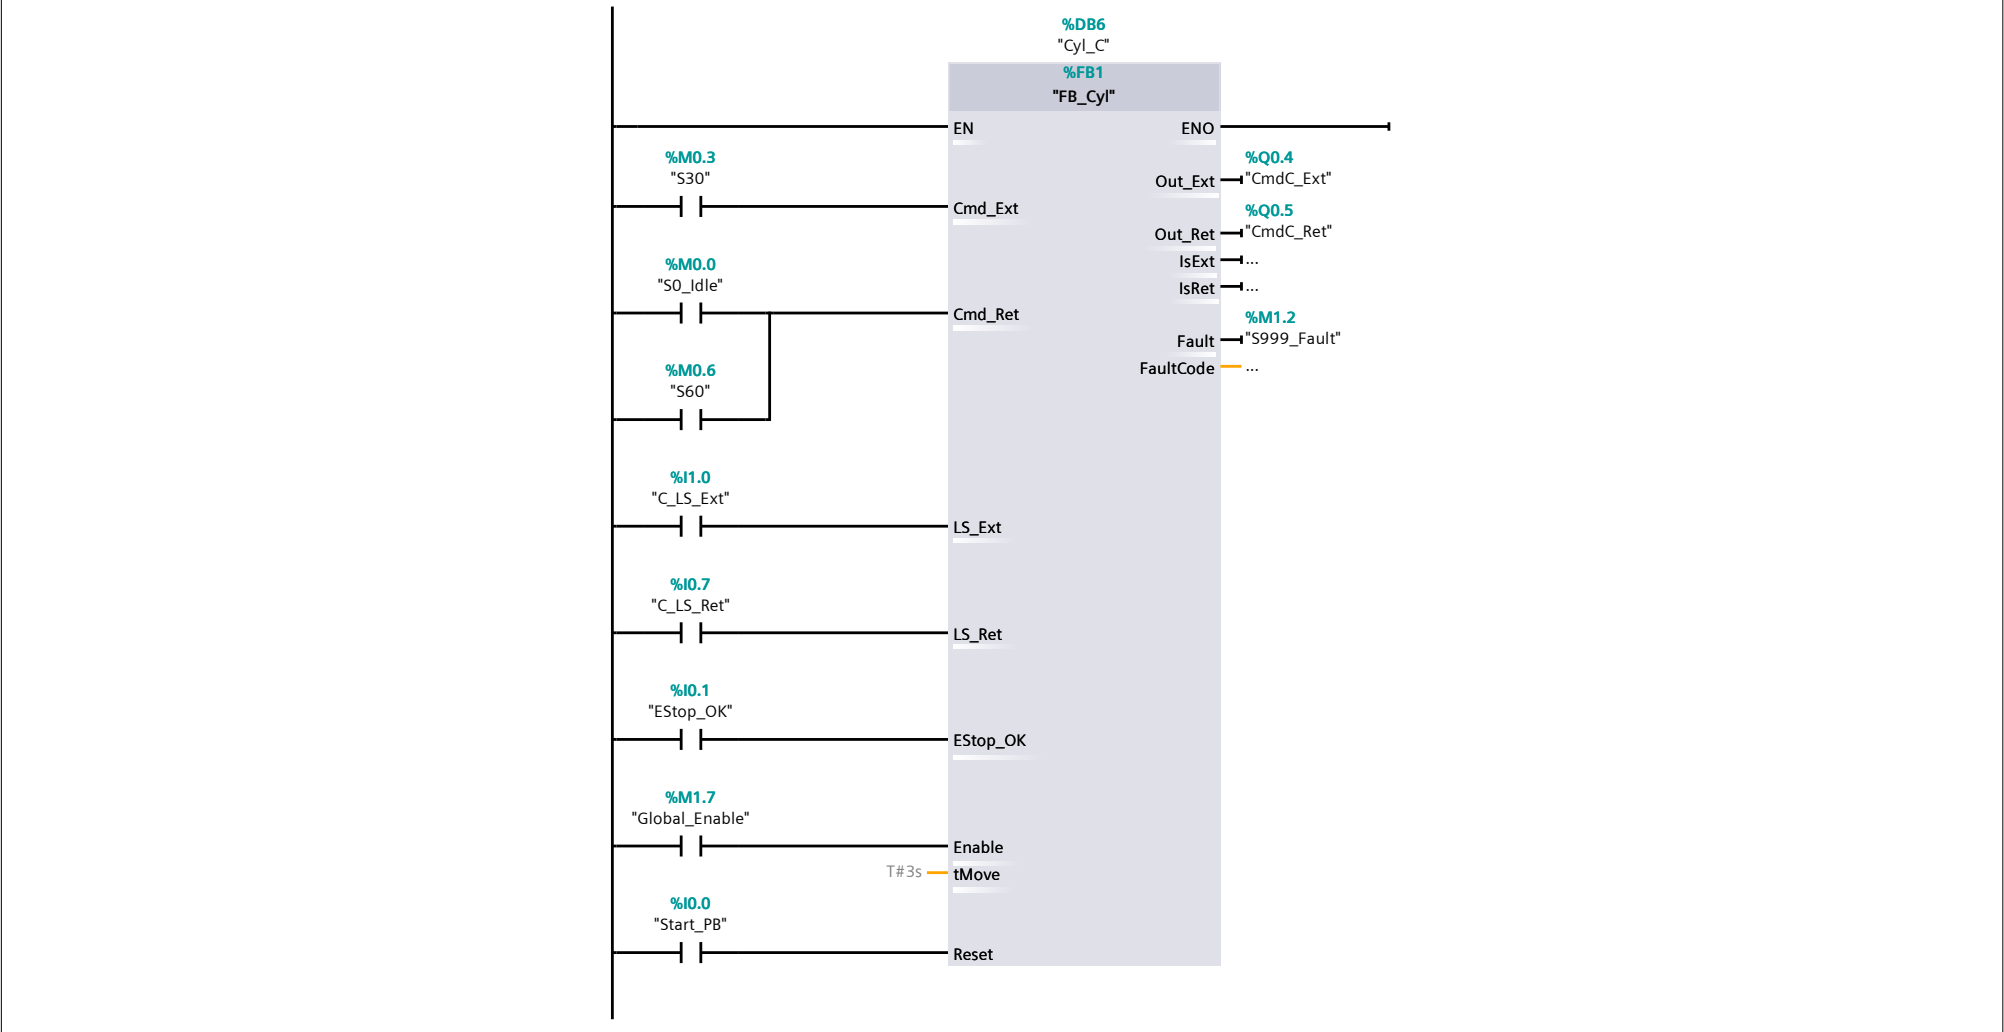 %DB6
"Cyl_C"
%FB1
"FB_Cyl"
EN
ENO
%M0.3
"S30"
Cmd_Ext
%Q0.4
"CmdC_Ext"
Out_Ext
%Q0.5
"CmdC_Ret"
Out_Ret
IsExt ...
IsRet ...
%M0.0
"S0_Idle"
Cmd_Ret
%M1.2
"S999_Fault"
Fault
FaultCode ...
%M0.6
"S60"
%I1.0
"C_LS_Ext"
LS_Ext
%I0.7
"C_LS_Ret"
LS_Ret
%I0.1
"EStop_OK"
EStop_OK
%M1.7
"Global_Enable"
Enable
T#3s tMove
%I0.0
"Start_PB"
Reset